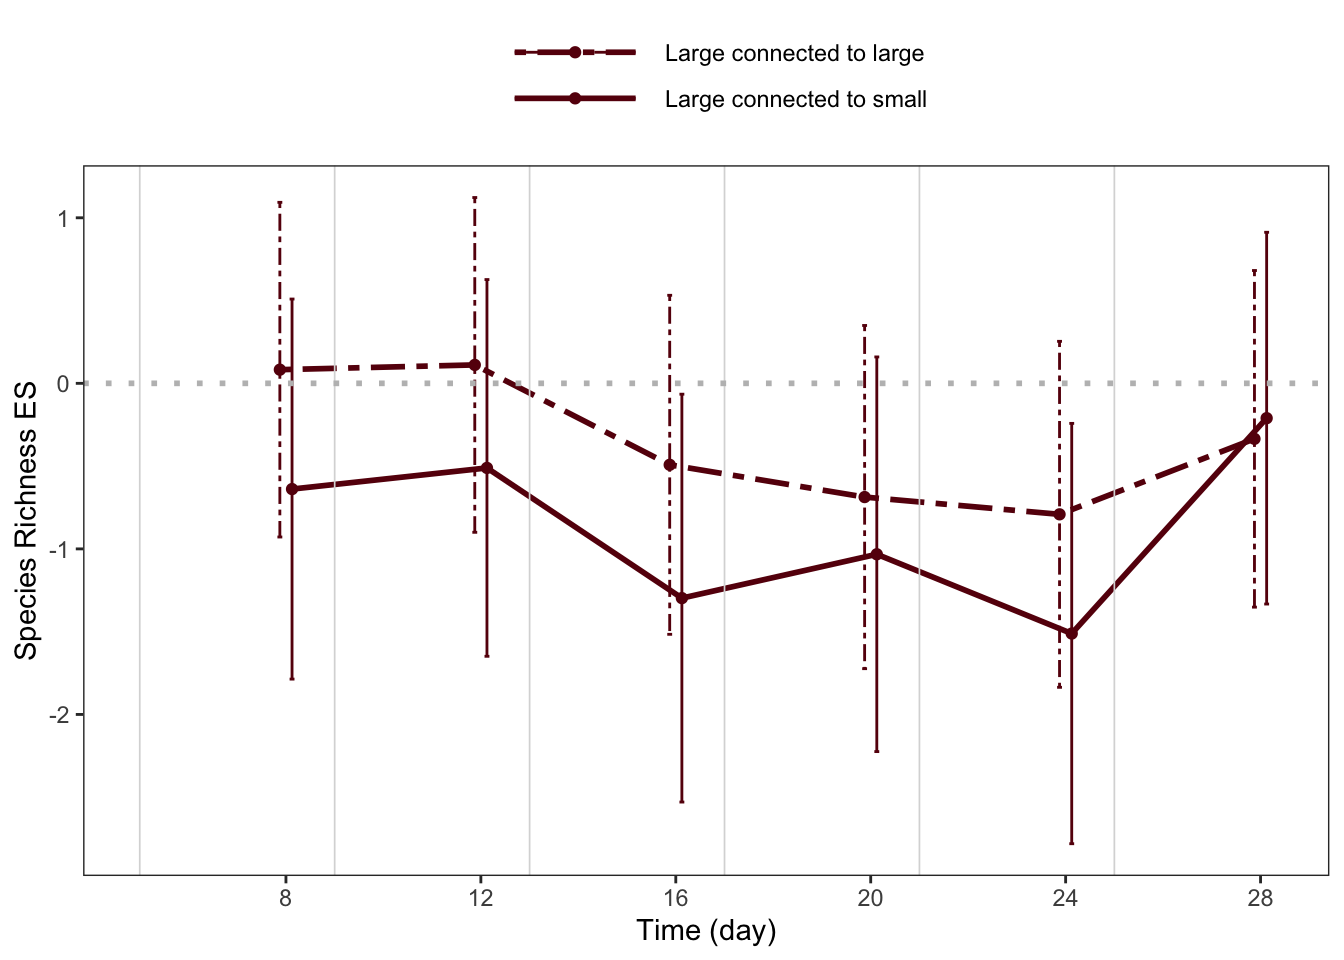 Large connected to large
Large connected to small
Species Richness ES
1
0
-1
-2
8 12 16 20 24 28
Time (day)